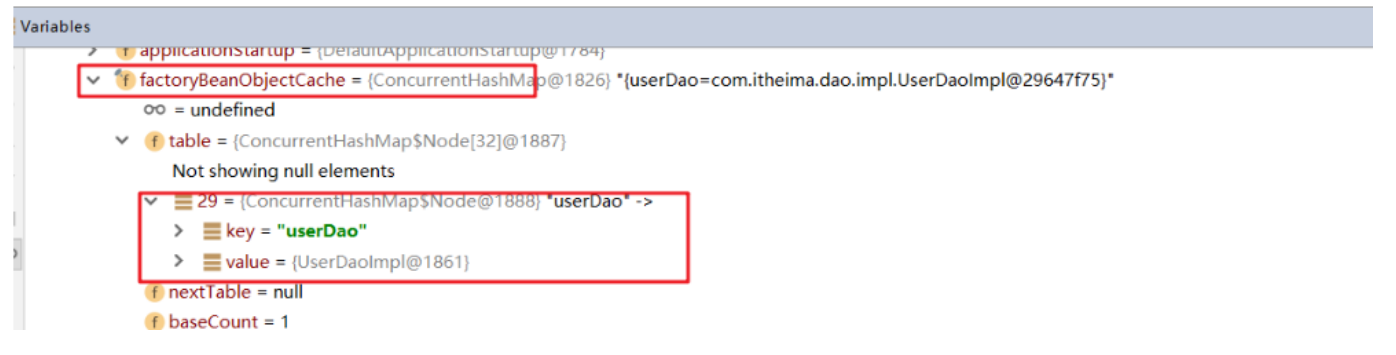 Variables
applicationStartup = {DefaultApplicationStartup@1784}
factoryBeanObjectCache = {ConcurrentHashMap@1826} "{userDao=com.itheima.dao.impl.UserDaoImpl@29647f75}"
oo = undefined
table = {ConcurrentHashMap$Node[32]@1887}
Not showing null elements
29 = {ConcurrentHashMap$Node@1888} "userDao" ->
key = "userDao"
value = {UserDaoImpl@1861}
nextTable = null
baseCount = 1